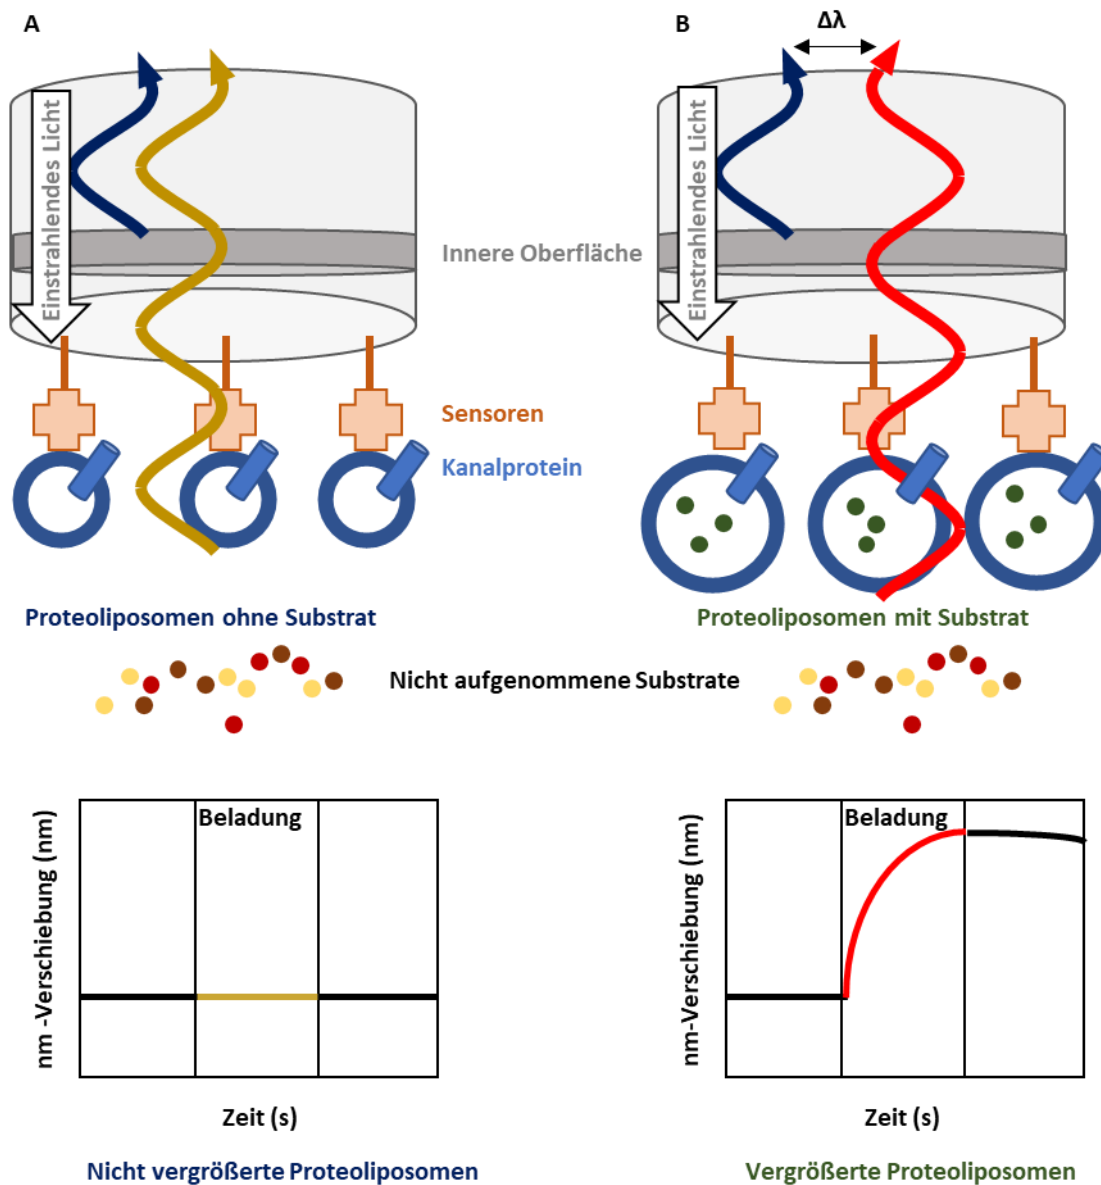 A
B
Δλ
Einstrahlendes Licht
Einstrahlendes Licht
Innere Oberfläche
Sensoren
Kanalprotein
Proteoliposomen ohne Substrat
Proteoliposomen mit Substrat
Nicht aufgenommene Substrate
nm -Verschiebung (nm)
Beladung
Zeit (s)
Nicht vergrößerte Proteoliposomen
nm-Verschiebung (nm)
Beladung
Zeit (s)
Vergrößerte Proteoliposomen